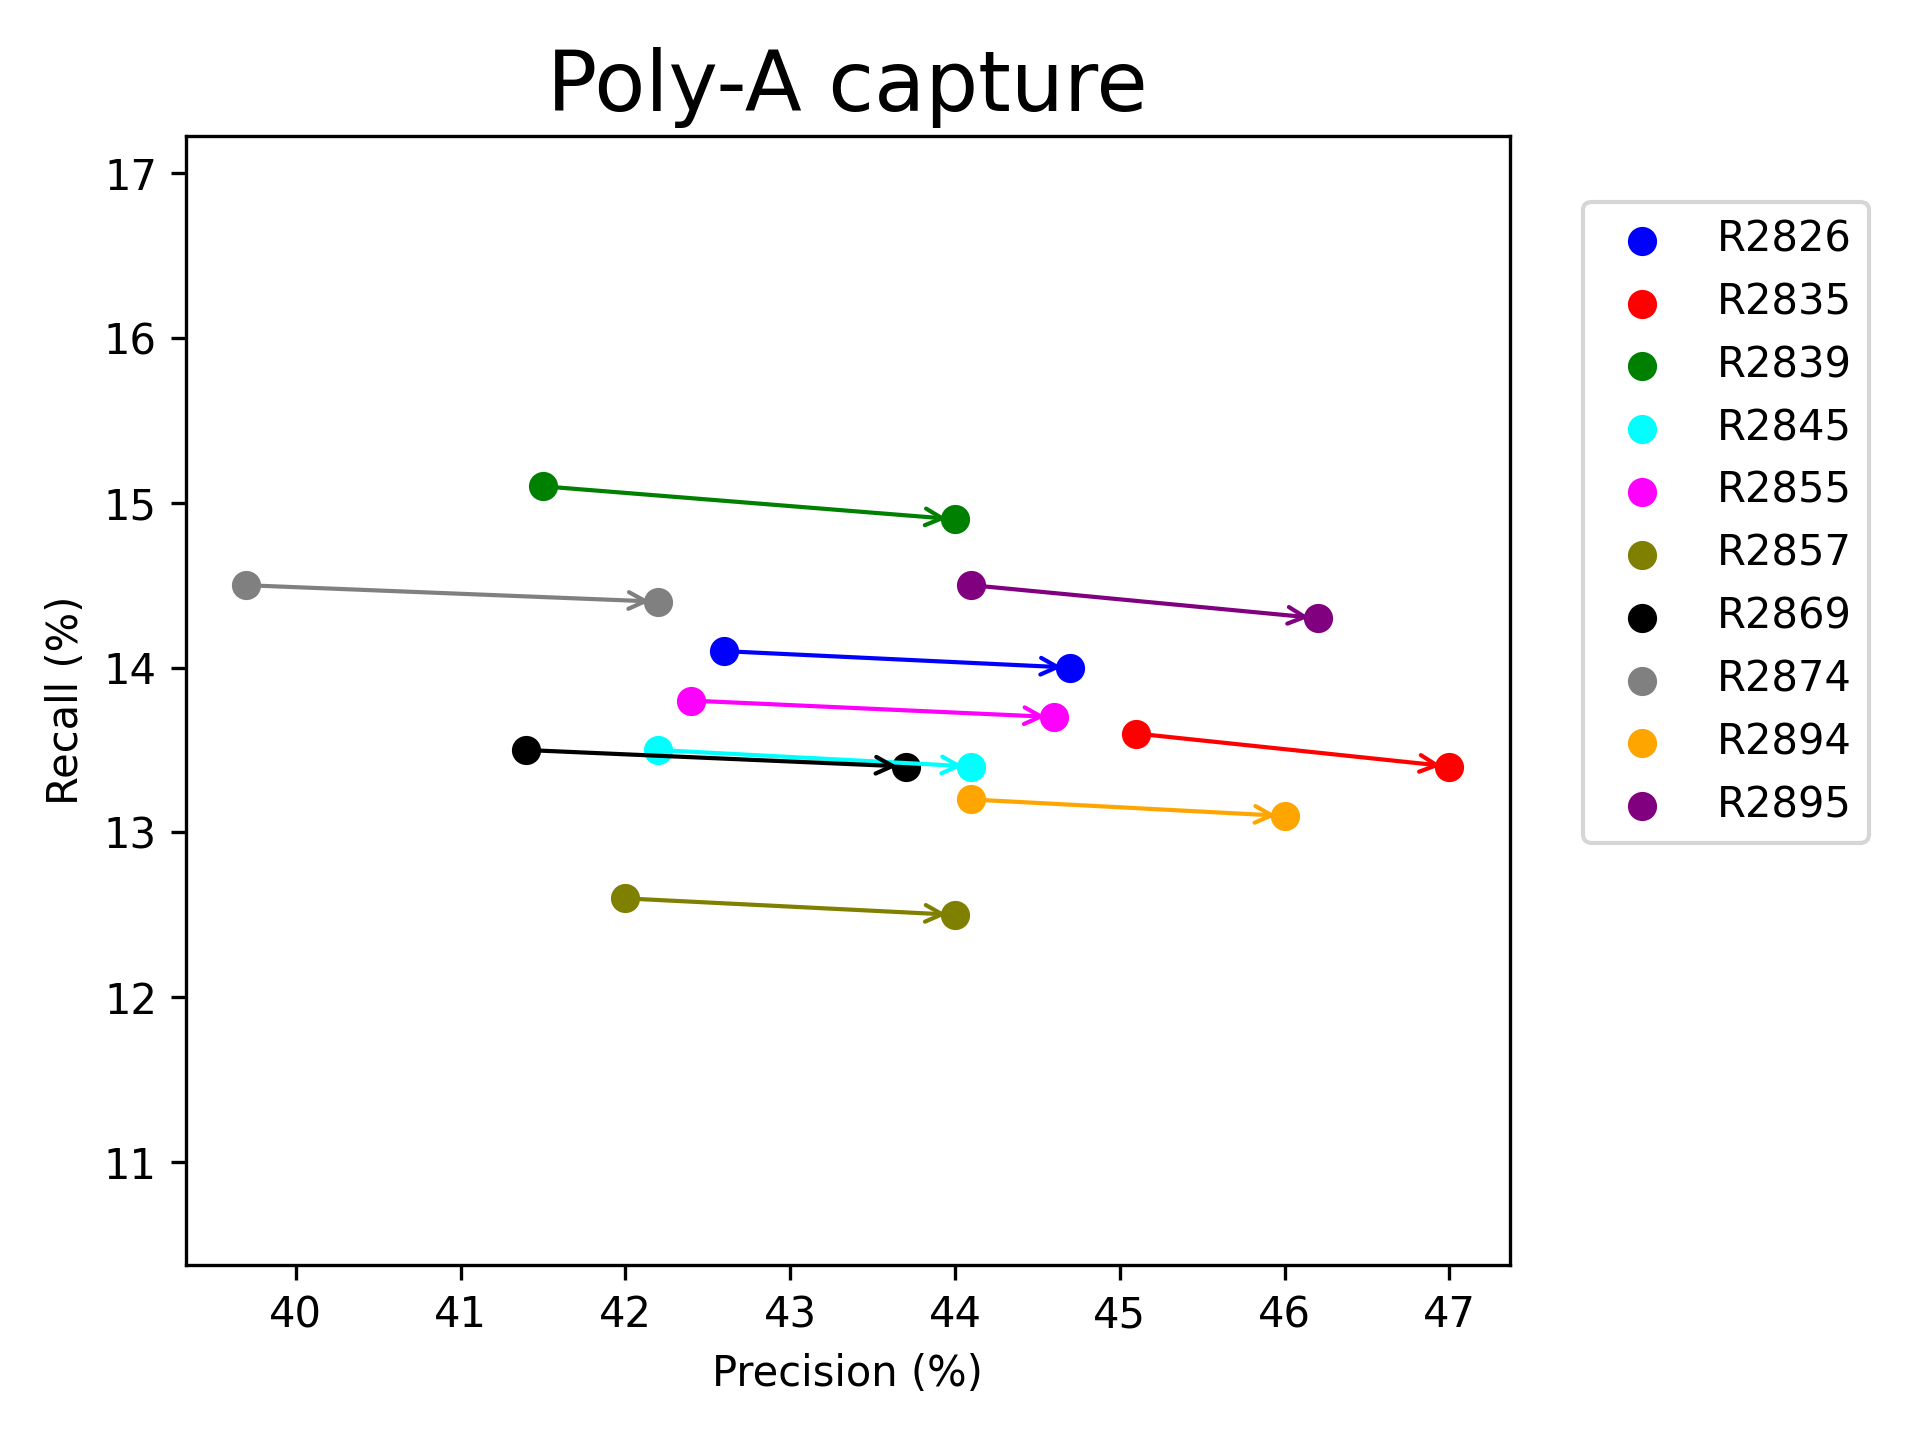 Poly-A capture
17
16
15
14
13
12
11
Recall (%)
40 41 42 43 44 45 46 47
Precision (%)
R2826
R2835
R2839
R2845
R2855
R2857
R2869
R2874
R2894
R2895